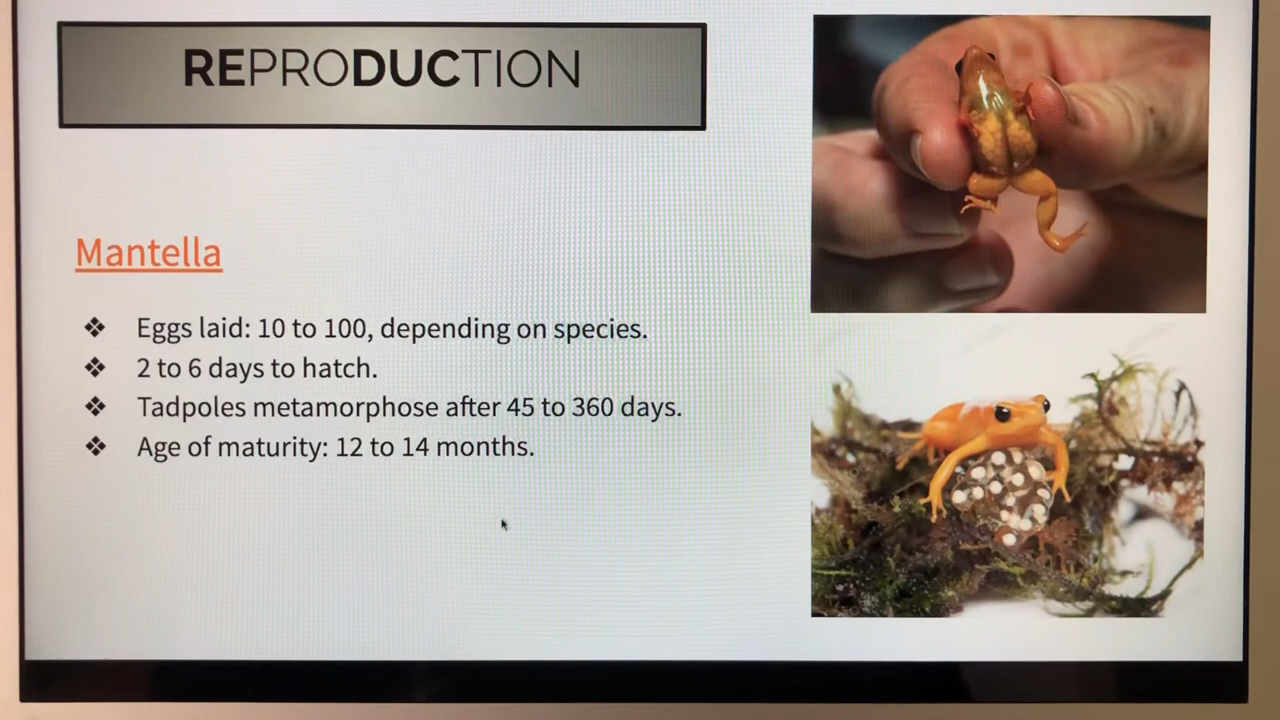 REPRODUCTION
Mantella
❖ Eggs laid: 10 to 100, depending on species.
❖ 2 to 6 days to hatch.
❖ Tadpoles metamorphose after 45 to 360 days.
❖ Age of maturity: 12 to 14 months.